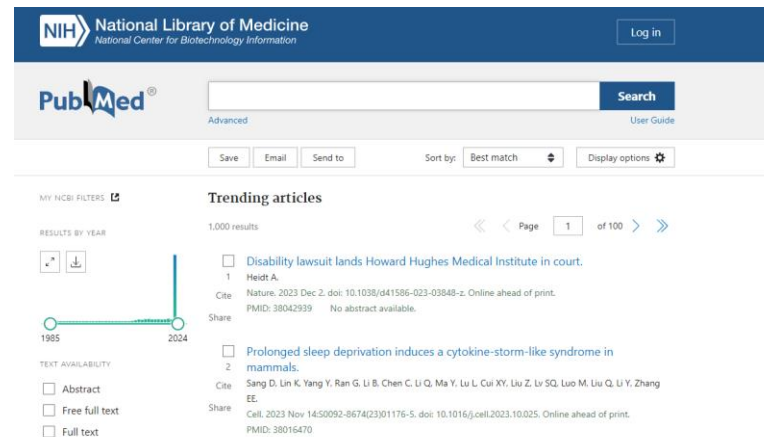 NIH National Library of Medicine
National Center for Biotechnology Information
Log in
PubMed®
Search
Advanced
User Guide
Save
Email
Send to
Sort by:
Best match
Display options
MY NCBI FILTERS
Trending articles
1,000 results
Page
1
of 100
RESULTS BY YEAR
1985
2024
TEXT AVAILABILITY
Abstract
Free full text
Full text
Disability lawsuit lands Howard Hughes Medical Institute in court.
1
Heidt A.
Cite
Nature. 2023 Dec 2. doi: 10.1038/d41586-023-03848-z. Online ahead of print.
Share
PMID: 38042939 No abstract available.
Prolonged sleep deprivation induces a cytokine-storm-like syndrome in
mammals.
2
Cite
Sang D, Lin K, Yang Y, Ran G, Li B, Chen C, Li Q, Ma Y, Lu L, Cui XY, Liu Z, Lv SQ, Luo M, Liu Q, Li Y, Zhang
EE.
Share
Cell. 2023 Nov 14:S0092-8674(23)01176-5. doi: 10.1016/j.cell.2023.10.025. Online ahead of print.
PMID: 38016470